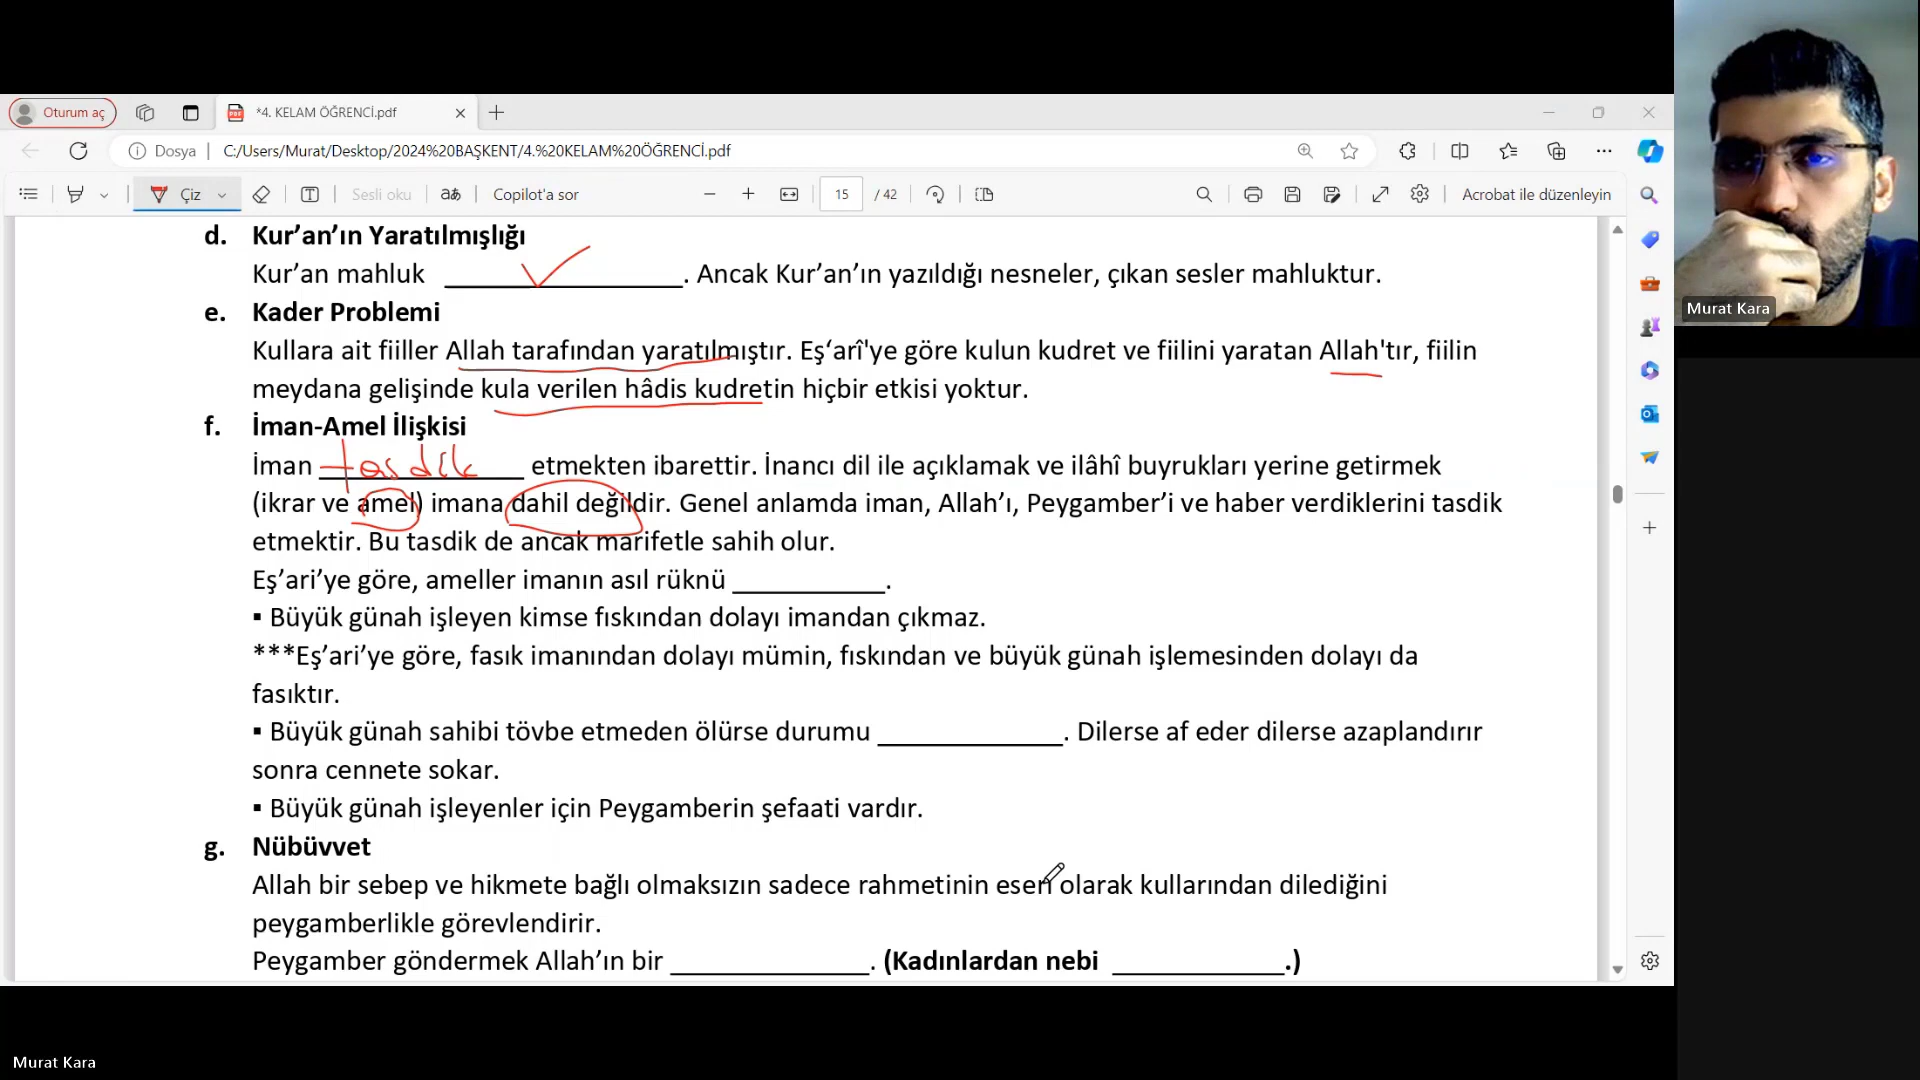 Oturum aç
*4. KELAM ÖĞRENCİ.pdf
Dosya
C:/Users/Murat/Desktop/2024%20BAŞKENT/4.%20KELAM%20ÖĞRENCİ.pdf
Çiz
Sesli oku
aあ
Copilot'a sor
15 / 42
Acrobat ile düzenleyin
d. Kur’an’ın Yaratılmışlığı
Kur’an mahluk _______________. Ancak Kur’an’ın yazıldığı nesneler, çıkan sesler mahluktur.
e. Kader Problemi
Kullara ait fiiller Allah tarafından yaratılmıştır. Eş‘arî'ye göre kulun kudret ve fiilini yaratan Allah'tır, fiilin
meydana gelişinde kula verilen hâdis kudretin hiçbir etkisi yoktur.
f. İman-Amel İlişkisi
İman tasdik etmekten ibarettir. İnancı dil ile açıklamak ve ilâhî buyrukları yerine getirmek
(ikrar ve amel) imana dahil değildir. Genel anlamda iman, Allah’ı, Peygamber’i ve haber verdiklerini tasdik
etmektir. Bu tasdik de ancak marifetle sahih olur.
Eş’ari’ye göre, ameller imanın asıl rüknü __________.
▪ Büyük günah işleyen kimse fıskından dolayı imandan çıkmaz.
***Eş’ari’ye göre, fasık imanından dolayı mümin, fıskından ve büyük günah işlemesinden dolayı da
fasıktır.
▪ Büyük günah sahibi tövbe etmeden ölürse durumu ____________. Dilerse af eder dilerse azaplandırır
sonra cennete sokar.
▪ Büyük günah işleyenler için Peygamberin şefaati vardır.
g. Nübüvvet
Allah bir sebep ve hikmete bağlı olmaksızın sadece rahmetinin eseri olarak kullarından dilediğini
peygamberlikle görevlendirir.
Peygamber göndermek Allah’ın bir _____________. (Kadınlardan nebi ___________.)
Murat Kara
Murat Kara